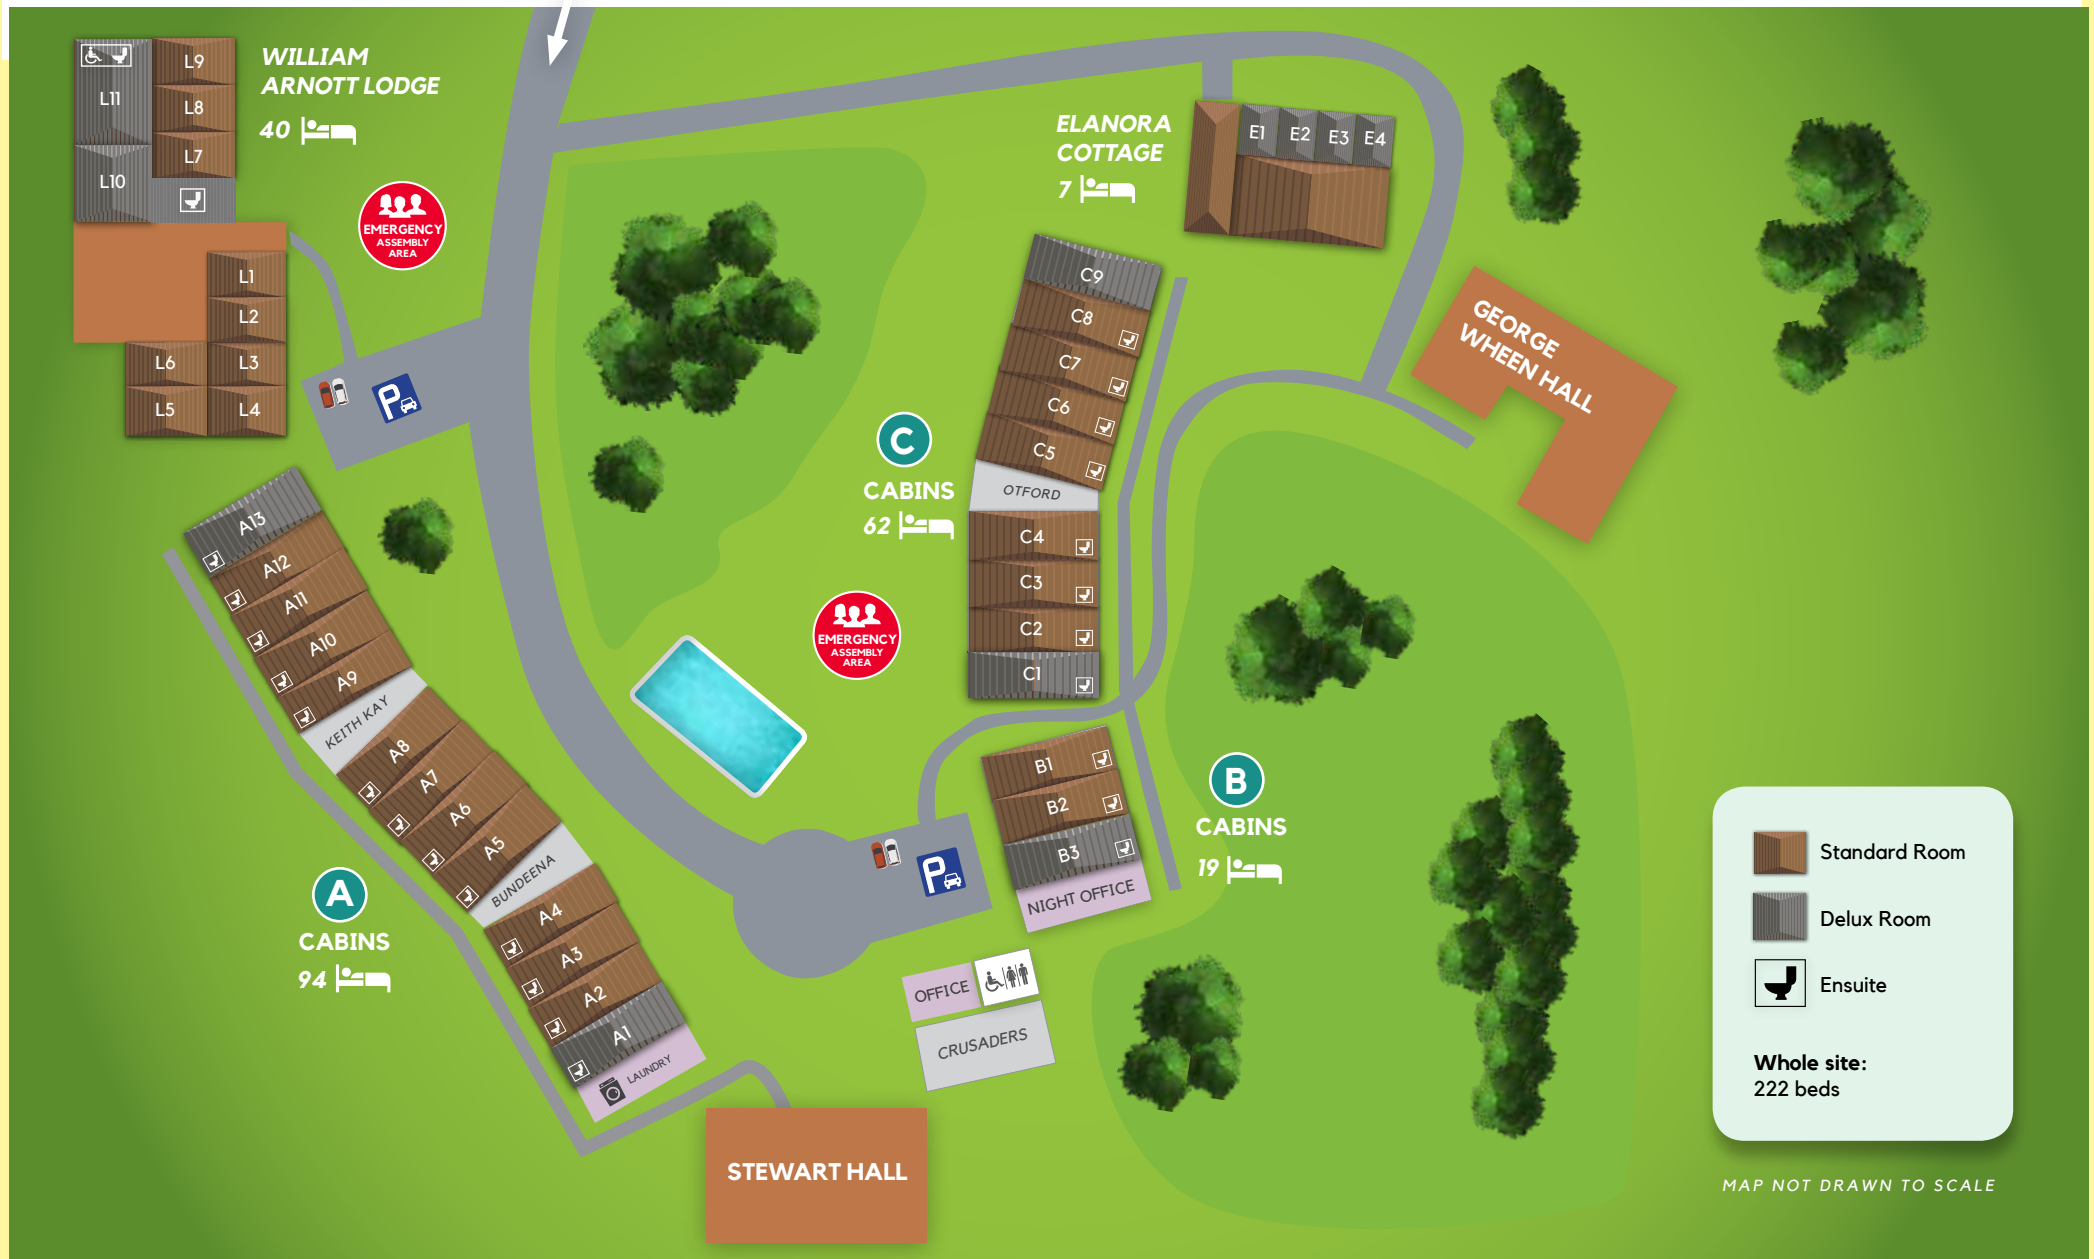 WILLIAM
ARNOTT LODGE
40
L9
L8
L7
L11
L10
L1
L2
L3
L4
L5
L6
EMERGENCY
ASSEMBLY
AREA
P
ELANORA
COTTAGE
7
E1
E2
E3
E4
GEORGE
WHEEN HALL
C9
C8
C7
C6
C5
OTFORD
C4
C3
C2
C1
C
CABINS
62
EMERGENCY
ASSEMBLY
AREA
A13
A12
A11
A10
A9
KEITH KAY
A8
A7
A6
A5
BUNDEENA
A4
A3
A2
A1
LAUNDRY
A
CABINS
94
B1
B2
B3
NIGHT OFFICE
B
CABINS
19
P
OFFICE
CRUSADERS
STEWART HALL
Standard Room
Delux Room
Ensuite
Whole site:
222 beds
MAP NOT DRAWN TO SCALE